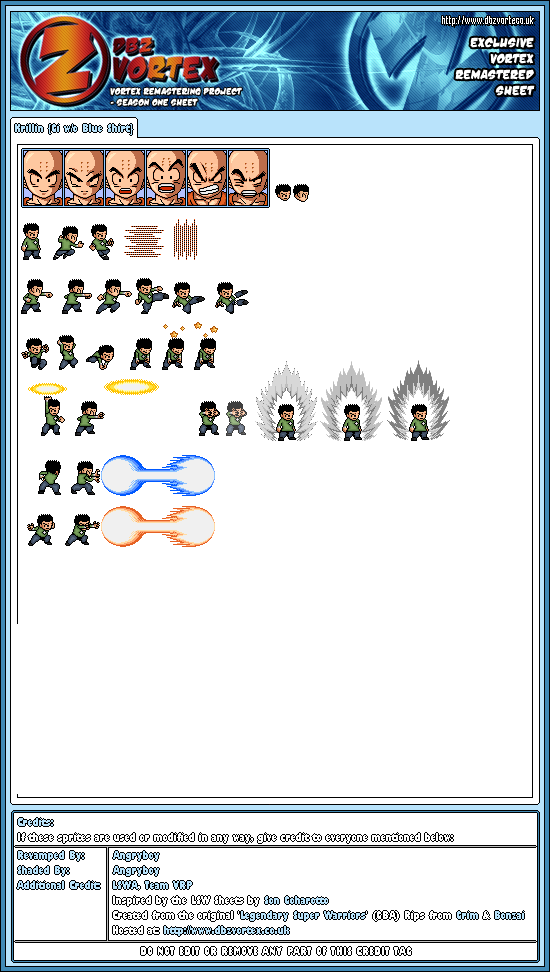 http://www.dbzvortex.co.uk
DBZ
VORTEX
VORTEX REMASTERING PROJECT
- SEASON ONE SHEET
EXCLUSIVE
VORTEX
REMASTERED
SHEET
Krillin (Gi w/o Blue Shirt)
Credits:
If these sprites are used or modified in any way, give credit to everyone mentioned below:
Revamped By: Angryboy
Shaded By: Angryboy
Additional Credit: LSWA, Team VRP
Inspired by the LSW Sheets by Son Goharotto
Created from the original 'Legendary Super Warriors' (GBA) Rips from Grim & Bonzai
Hosted at: http://www.dbzvortex.co.uk
DO NOT EDIT OR REMOVE ANY PART OF THIS CREDIT TAG